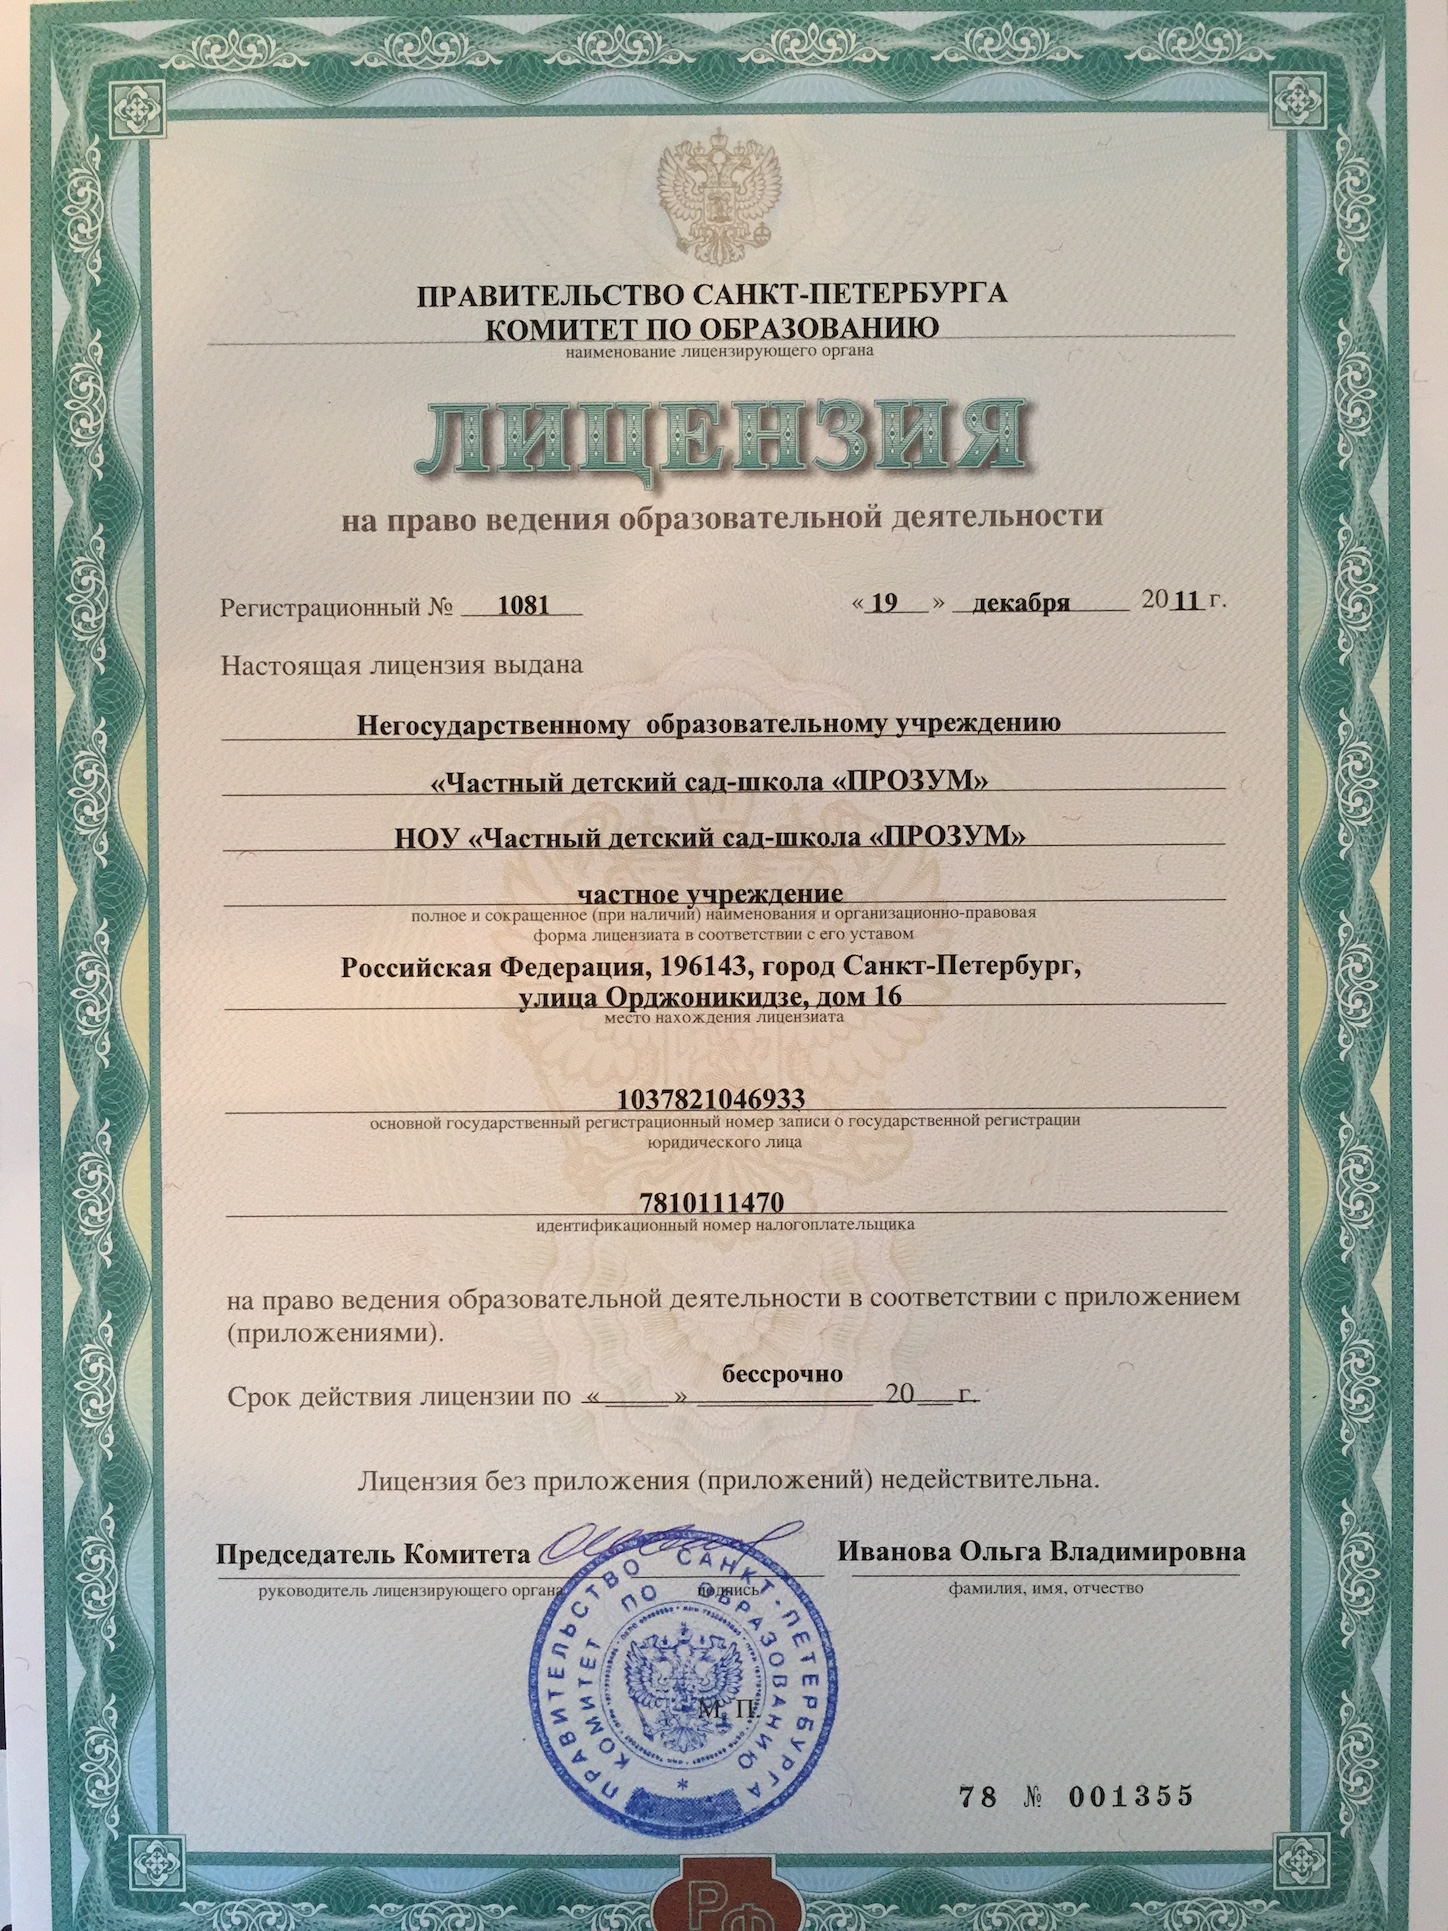 ПРАВИТЕЛЬСТВО САНКТ-ПЕТЕРБУРГА
КОМИТЕТ ПО ОБРАЗОВАНИЮ
наименование лицензирующего органа
ЛИЦЕНЗИЯ
на право ведения образовательной деятельности
Регистрационный № 1081 « 19 » декабря 2011 г.
Настоящая лицензия выдана
Негосударственному образовательному учреждению
«Частный детский сад-школа «ПРОЗУМ»
НОУ «Частный детский сад-школа «ПРОЗУМ»
частное учреждение
полное и сокращенное (при наличии) наименования и организационно-правовая
форма лицензиата в соответствии с его уставом
Российская Федерация, 196143, город Санкт-Петербург,
улица Орджоникидзе, дом 16
место нахождения лицензиата
1037821046933
основной государственный регистрационный номер записи о государственной регистрации
юридического лица
7810111470
идентификационный номер налогоплательщика
на право ведения образовательной деятельности в соответствии с приложением
(приложениями).
бессрочно
Срок действия лицензии по «____» ________ 20__ г.
Лицензия без приложения (приложений) недействительна.
Председатель Комитета Иванова Ольга Владимировна
руководитель лицензирующего органа подпись фамилия, имя, отчество
ПРАВИТЕЛЬСТВО САНКТ-ПЕТЕРБУРГА
КОМИТЕТ ПО ОБРАЗОВАНИЮ
М. П.
78 № 001355
РФ